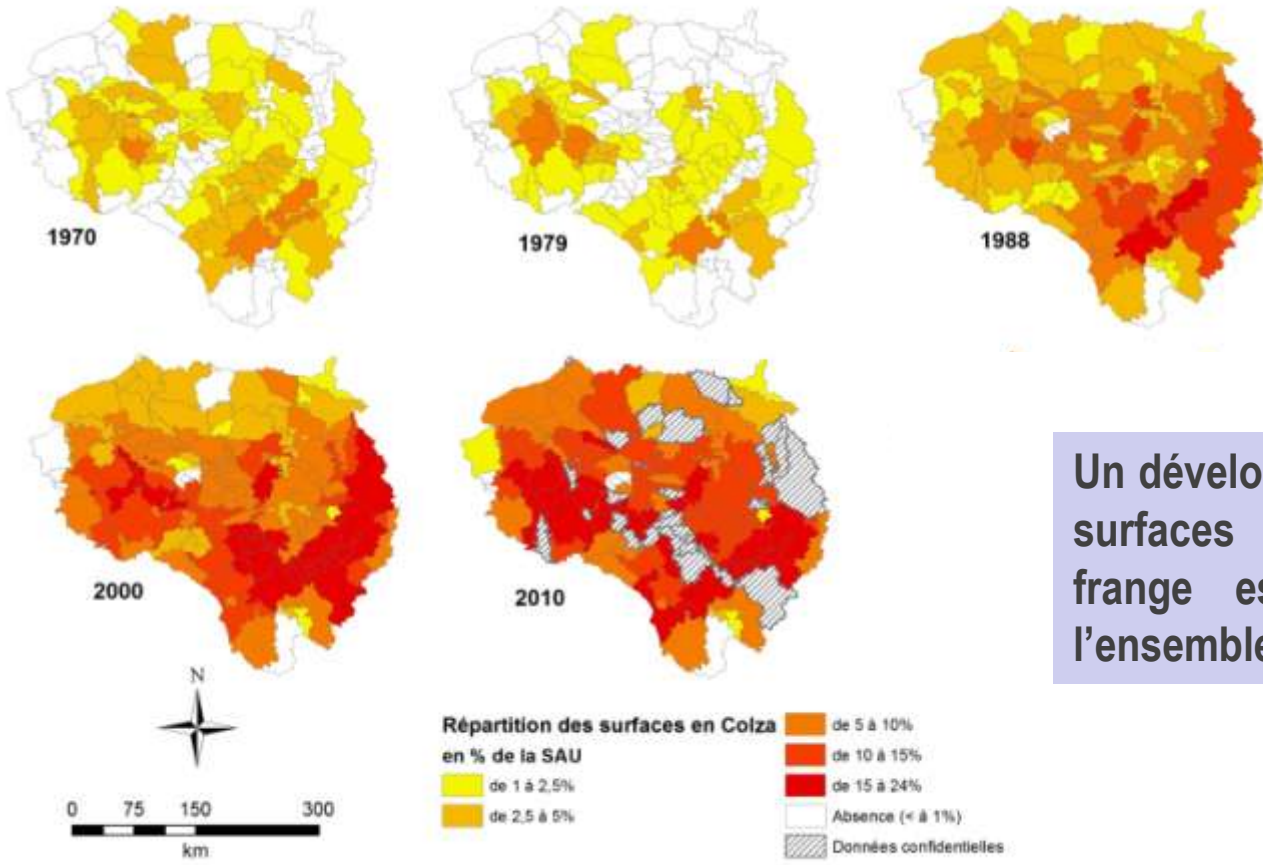 1970
1979
1988
2000
2010
Un dévelo
surfaces
frange es
l'ensemble
N
0 75 150 300
km
Répartition des surfaces en Colza
en % de la SAU
de 1 à 2,5%
de 2,5 à 5%
de 5 à 10%
de 10 à 15%
de 15 à 24%
Absence (< à 1%)
Données confidentielles